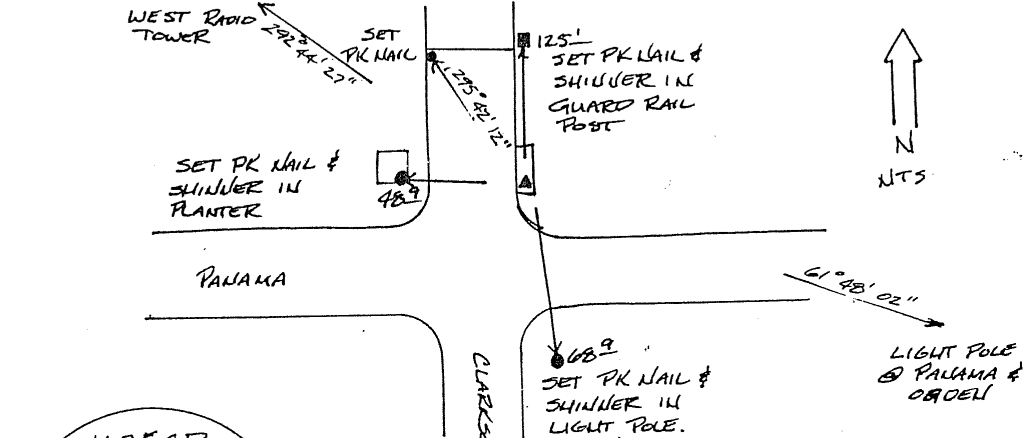 WEST RADIO
TOWER
292° 44' 27"
SET
PK NAIL
295° 42' 12"
125'
SET PK NAIL &
SHINNER IN
GUARD RAIL
POST
N
NTS
SET PK NAIL &
SHINNER IN
PLANTER
48.9
PANAMA
61° 48' 02"
LIGHT POLE
@ PANAMA &
OGDEN
68.9
SET PK NAIL &
SHINNER IN
LIGHT POLE.
CLARKS